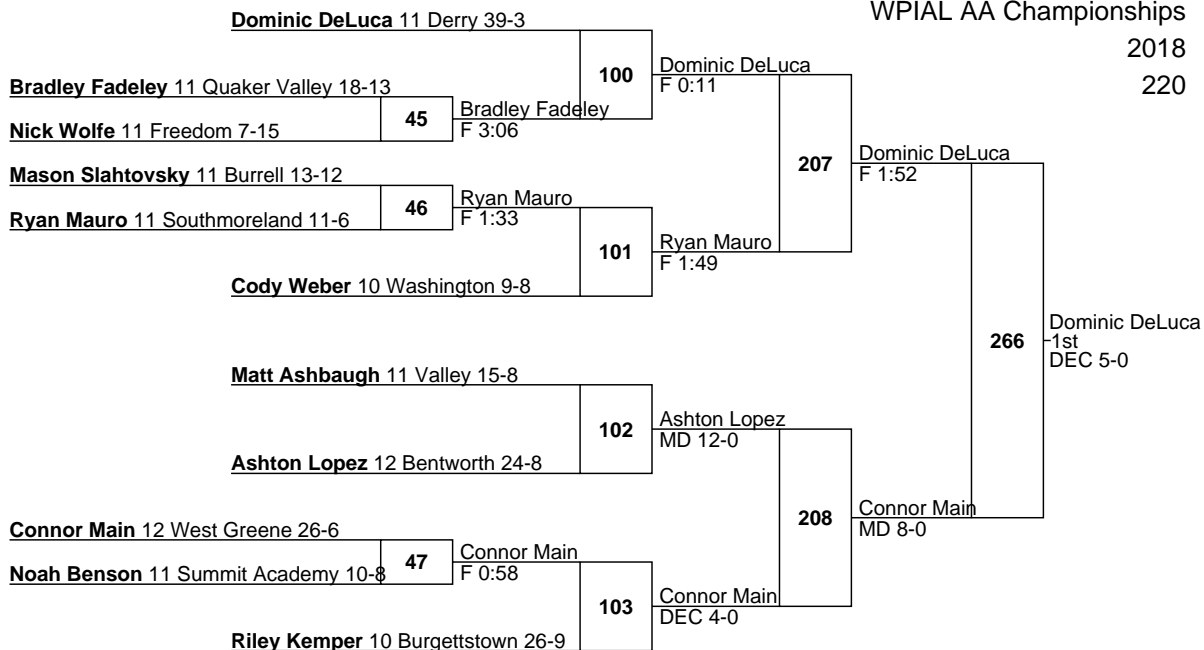 WPIAL AA Championships
2018
220
Dominic DeLuca 11 Derry 39-3
100
Dominic DeLuca
F 0:11
Bradley Fadeley 11 Quaker Valley 18-13
45
Bradley Fadeley
F 3:06
Nick Wolfe 11 Freedom 7-15
207
Dominic DeLuca
F 1:52
Mason Slahtovsky 11 Burrell 13-12
46
Ryan Mauro
F 1:33
Ryan Mauro 11 Southmoreland 11-6
101
Ryan Mauro
F 1:49
Cody Weber 10 Washington 9-8
266
Dominic DeLuca
1st
DEC 5-0
Matt Ashbaugh 11 Valley 15-8
102
Ashton Lopez
MD 12-0
Ashton Lopez 12 Bentworth 24-8
208
Connor Main
MD 8-0
Connor Main 12 West Greene 26-6
47
Connor Main
F 0:58
Noah Benson 11 Summit Academy 10-8
103
Connor Main
DEC 4-0
Riley Kemper 10 Burgettstown 26-9